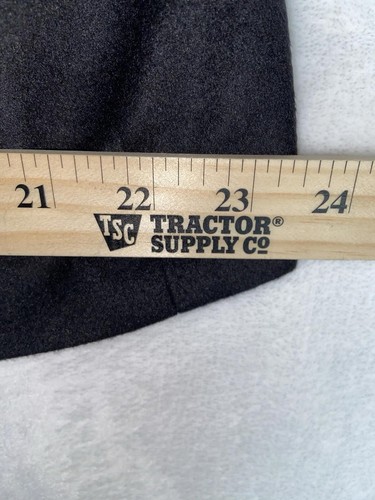 21 22 23 24
TSC TRACTOR®
SUPPLY CO